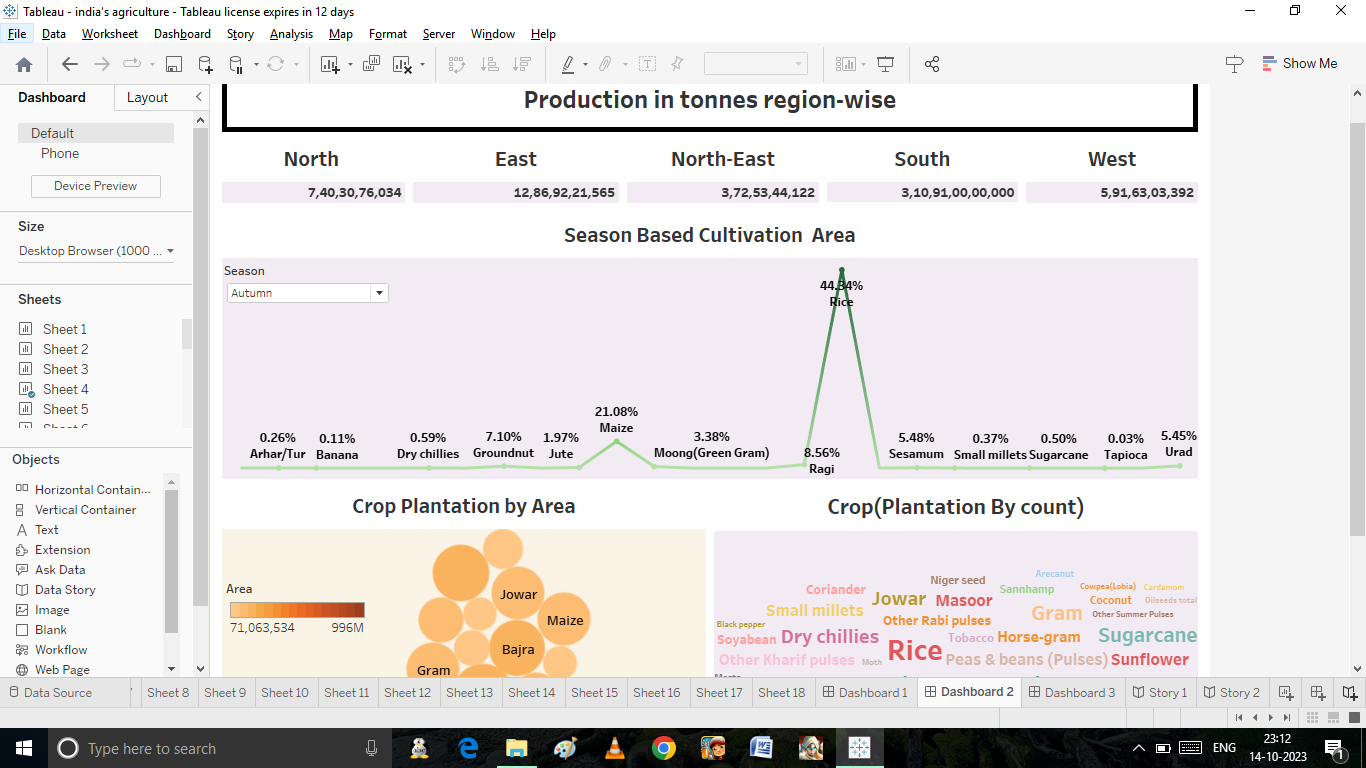 Tableau - india's agriculture - Tableau license expires in 12 days
File Data Worksheet Dashboard Story Analysis Map Format Server Window Help
Show Me
Dashboard Layout
Default
Phone
Device Preview
Size
Desktop Browser (1000 ...
Sheets
Sheet 1
Sheet 2
Sheet 3
Sheet 4
Sheet 5
Objects
Horizontal Contain...
Vertical Container
Text
Extension
Ask Data
Data Story
Image
Blank
Workflow
Web Page
Production in tonnes region-wise
North East North-East South West
7,40,30,76,034 12,86,92,21,565 3,72,53,44,122 3,10,91,00,00,000 5,91,63,03,392
Season Based Cultivation Area
Season
Autumn
44.34%
Rice
21.08%
Maize
0.26%
Arhar/Tur
0.11%
Banana
0.59%
Dry chillies
7.10%
Groundnut
1.97%
Jute
3.38%
Moong(Green Gram)
8.56%
Ragi
5.48%
Sesamum
0.37%
Small millets
0.50%
Sugarcane
0.03%
Tapioca
5.45%
Urad
Crop Plantation by Area
Area
71,063,534 996M
Jowar
Maize
Bajra
Gram
Crop(Plantation By count)
Arecanut
Niger seed
Coriander Sannhamp Cowpea(Lobia) Cardamom
Small millets Jowar Masoor Coconut Oilseeds total
Gram Other Summer Pulses
Black pepper Other Rabi pulses
Soyabean Dry chillies Tobacco Horse-gram Sugarcane
Rice
Other Kharif pulses Moth Peas & beans (Pulses) Sunflower
Data Source Sheet 8 Sheet 9 Sheet 10 Sheet 11 Sheet 12 Sheet 13 Sheet 14 Sheet 15 Sheet 16 Sheet 17 Sheet 18 Dashboard 1 Dashboard 2 Dashboard 3 Story 1 Story 2
Type here to search
ENG
23:12
14-10-2023
1